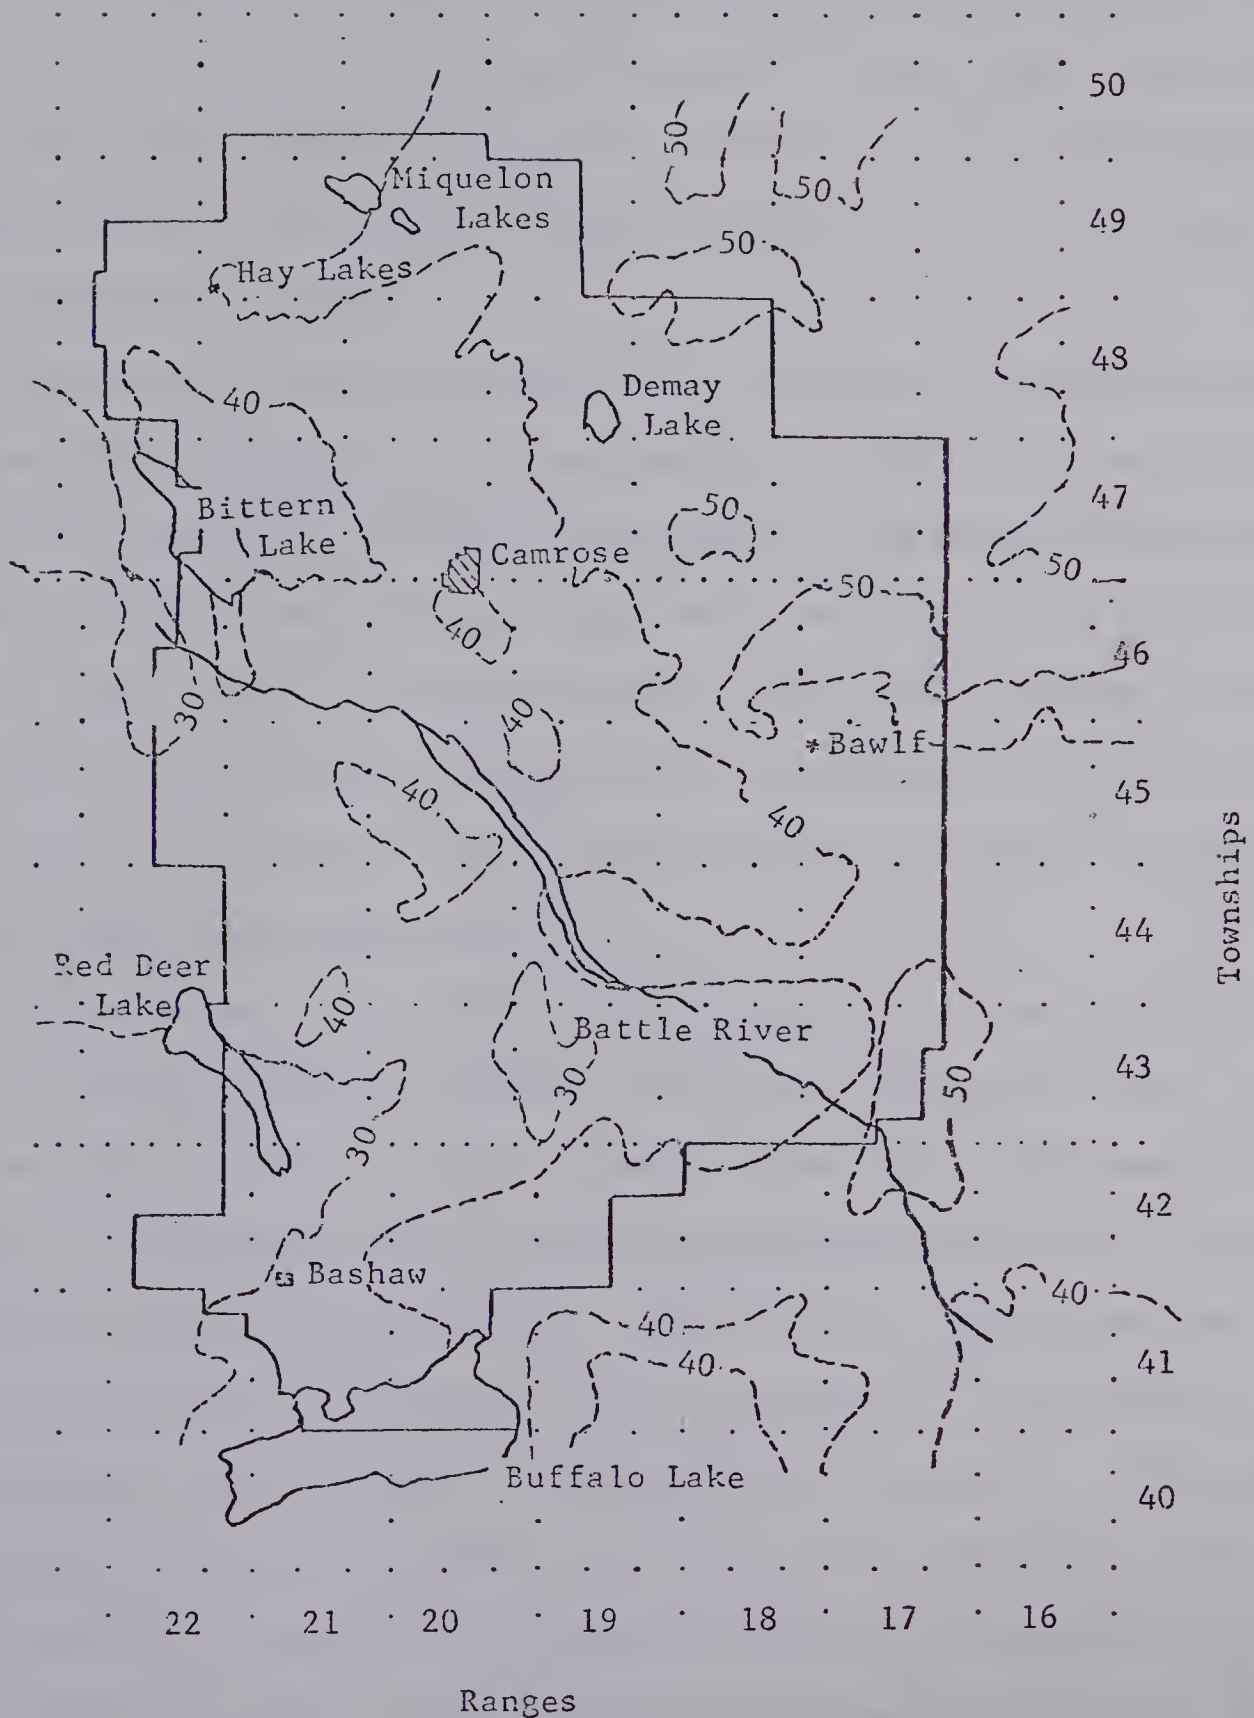 50
50
50
Miquelon
Lakes
49
50
Hay Lakes
48
40
Demay
Lake
47
Bittern
Lake
50
Camrose
50
50
40
46
30
40
* Bawlf
45
40
40
Townships
44
Red Deer
Lake
40
Battle River
43
30
50
30
42
Bashaw
40
40
41
40
Buffalo Lake
40
22 21 20 19 18 17 16
Ranges